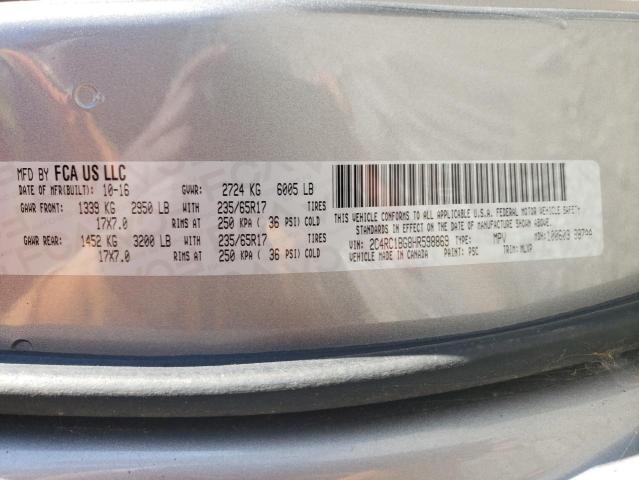 MFD BY FCA US LLC
DATE OF MFR(BUILT): 10-16 GVWR: 2724 KG 6005 LB
GAWR FRONT: 1339 KG 2950 LB WITH 235/65R17 TIRES
17X7.0 RIMS AT 250 KPA ( 36 PSI) COLD
GAWR REAR: 1452 KG 3200 LB WITH 235/65R17 TIRES
17X7.0 RIMS AT 250 KPA ( 36 PSI) COLD
THIS VEHICLE CONFORMS TO ALL APPLICABLE U.S.A. FEDERAL MOTOR VEHICLE SAFETY
STANDARDS IN EFFECT ON THE DATE OF MANUFACTURE SHOWN ABOVE.
VIN: 2C4RC1BG8HR598869 TYPE: MPV MDH:
VEHICLE MADE IN CANADA PAINT: PSC TRIM: MLXP